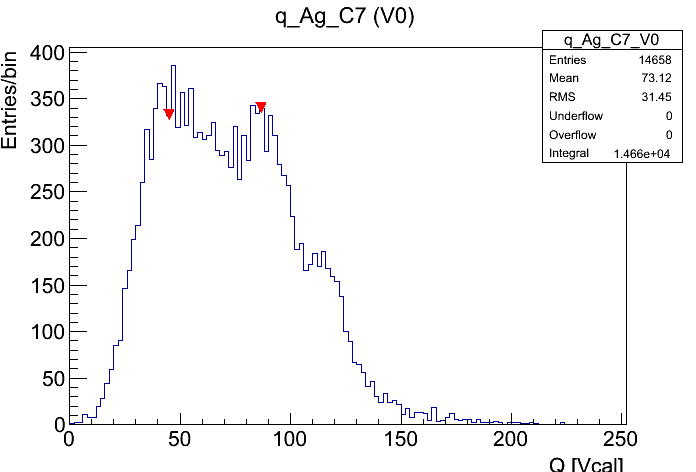 q_Ag_C7 (V0)
q_Ag_C7_V0
Entries 14658
Mean 73.12
RMS 31.45
Underflow 0
Overflow 0
Integral 1.466e+04
Entries/bin
400
350
300
250
200
150
100
50
0
0 50 100 150 200 250
Q [Vcal]